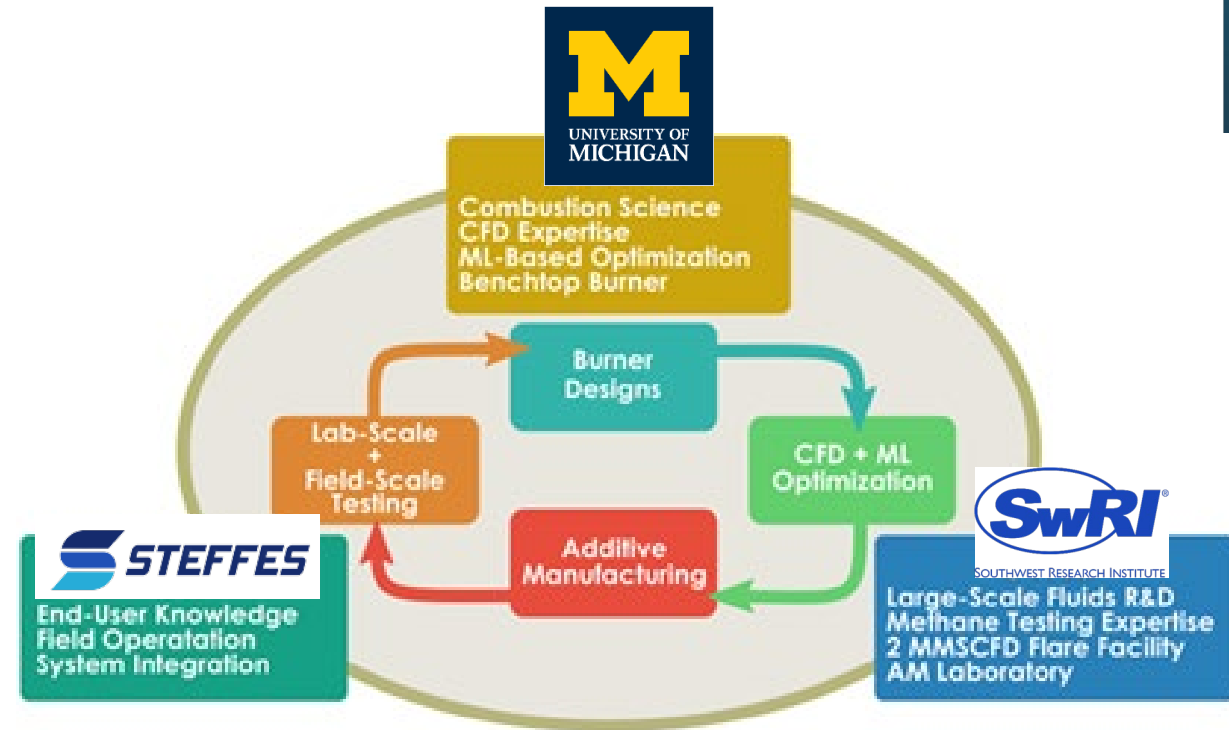 M
UNIVERSITY OF
MICHIGAN
Combustion Science
CFD Expertise
ML-Based Optimization
Benchtop Burner
Burner
Designs
Lab-Scale
+
Field-Scale
Testing
CFD + ML
Optimization
Additive
Manufacturing
STEFFES
End-User Knowledge
Field Operatation
System Integration
SwRI®
SOUTHWEST RESEARCH INSTITUTE
Large-Scale Fluids R&D
Methane Testing Expertise
2 MMSCFD Flare Facility
AM Laboratory